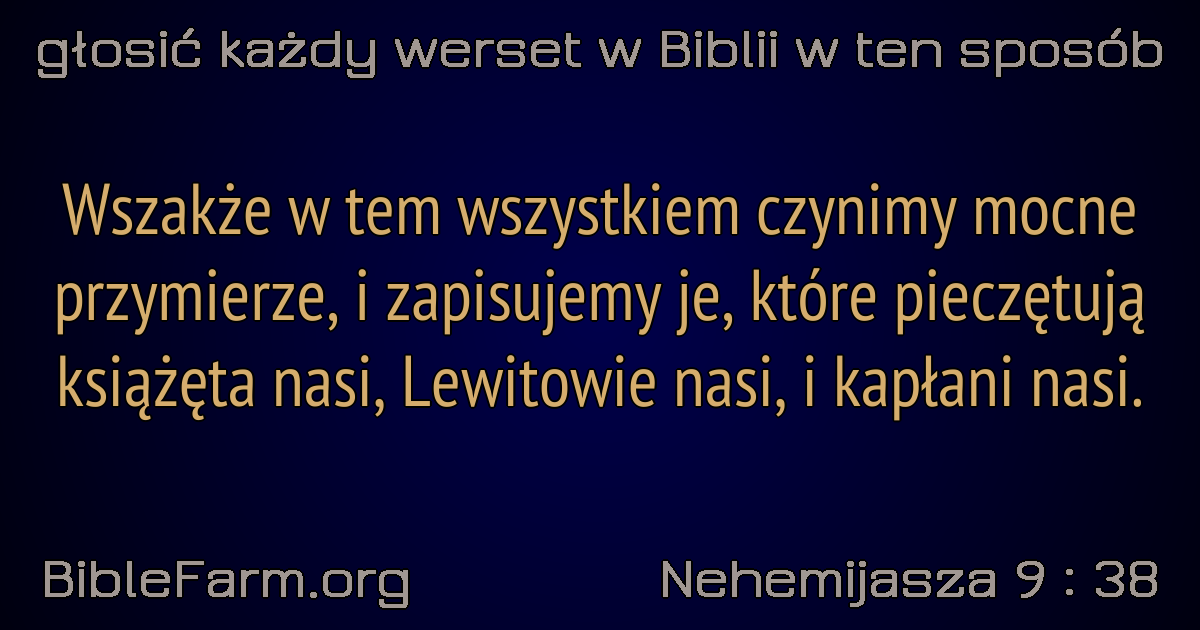 głosić każdy werset w Biblii w ten sposób
Wszakże w tem wszystkiem czynimy mocne
przymierze, i zapisujemy je, które pieczętują
książęta nasi, Lewitowie nasi, i kapłani nasi.
BibleFarm.org
Nehemijasza 9 : 38